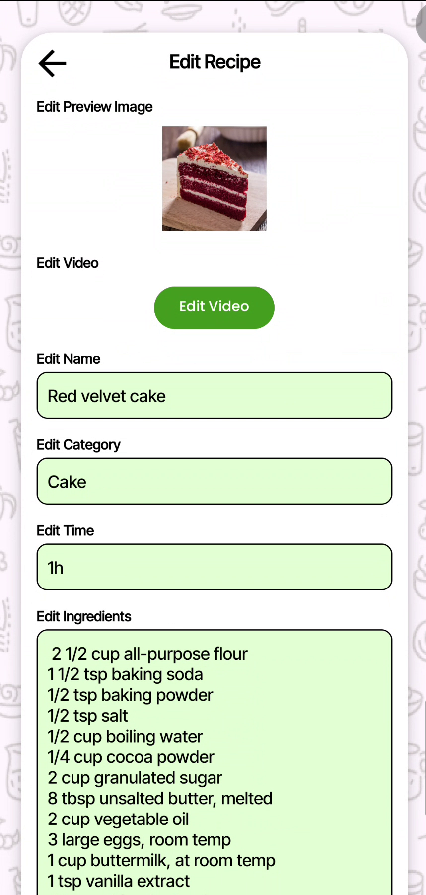 Edit Recipe
Edit Preview Image
Edit Video
Edit Video
Edit Name
Red velvet cake
Edit Category
Cake
Edit Time
1h
Edit Ingredients
2 1/2 cup all-purpose flour
1 1/2 tsp baking soda
1/2 tsp baking powder
1/2 tsp salt
1/2 cup boiling water
1/4 cup cocoa powder
2 cup granulated sugar
8 tbsp unsalted butter, melted
2 cup vegetable oil
3 large eggs, room temp
1 cup buttermilk, at room temp
1 tsp vanilla extract